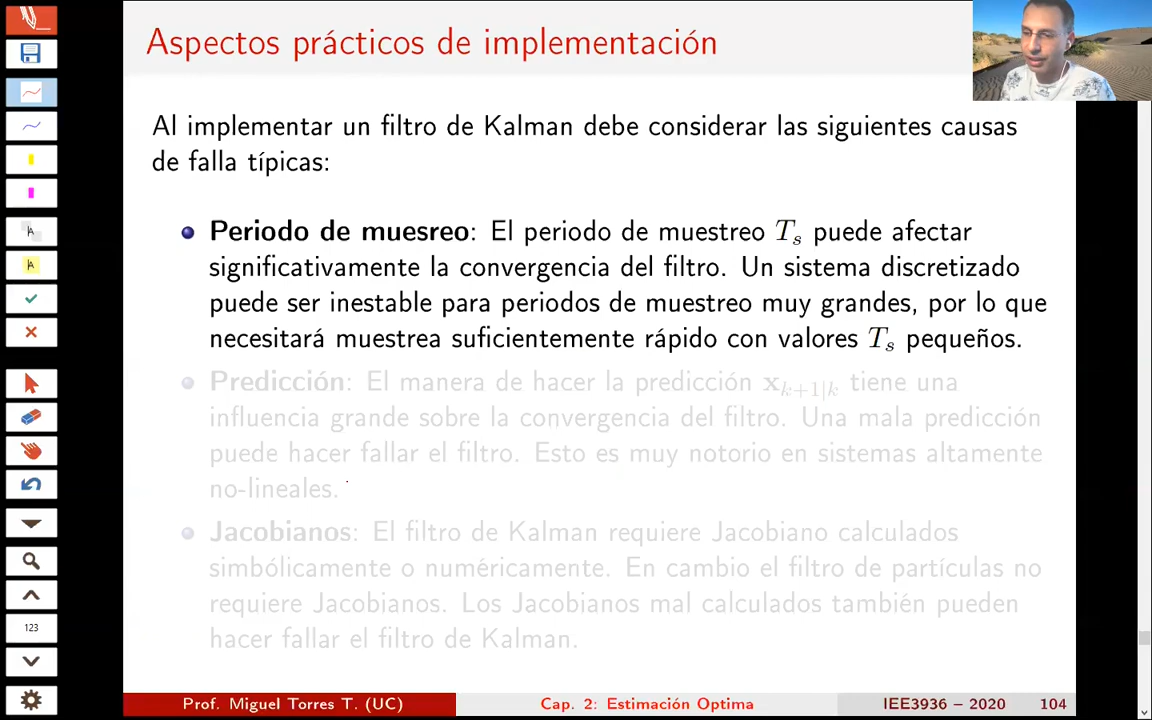 Aspectos prácticos de implementación
Al implementar un filtro de Kalman debe considerar las siguientes causas
de falla típicas:
Periodo de muesreo: El periodo de muestreo T_s puede afectar
significativamente la convergencia del filtro. Un sistema discretizado
puede ser inestable para periodos de muestreo muy grandes, por lo que
necesitará muestrea suficientemente rápido con valores T_s pequeños.
Predicción: El manera de hacer la predicción x_{k+1|k} tiene una
influencia grande sobre la convergencia del filtro. Una mala predicción
puede hacer fallar el filtro. Esto es muy notorio en sistemas altamente
no-lineales.
Jacobianos: El filtro de Kalman requiere Jacobiano calculados
simbólicamente o numéricamente. En cambio el filtro de partículas no
requiere Jacobianos. Los Jacobianos mal calculados también pueden
hacer fallar el filtro de Kalman.
Prof. Miguel Torres T. (UC) Cap. 2: Estimación Optima IEE3936 – 2020 104
A
A
123